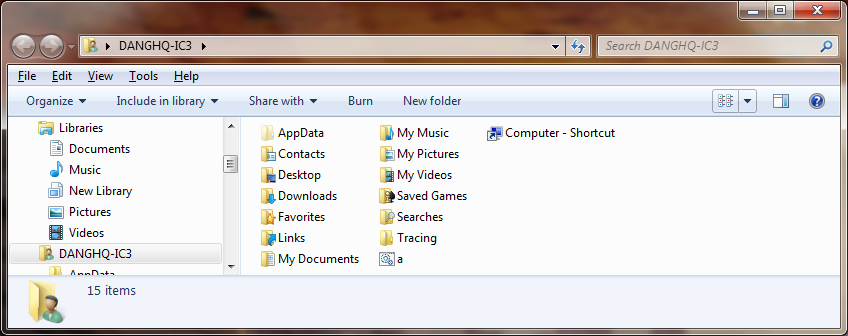 DANGHQ-IC3
Search DANGHQ-IC3
File Edit View Tools Help
Organize Include in library Share with Burn New folder
Libraries
Documents
Music
New Library
Pictures
Videos
DANGHQ-IC3
AppData
AppData
Contacts
Desktop
Downloads
Favorites
Links
My Documents
My Music
My Pictures
My Videos
Saved Games
Searches
Tracing
a
Computer - Shortcut
15 items